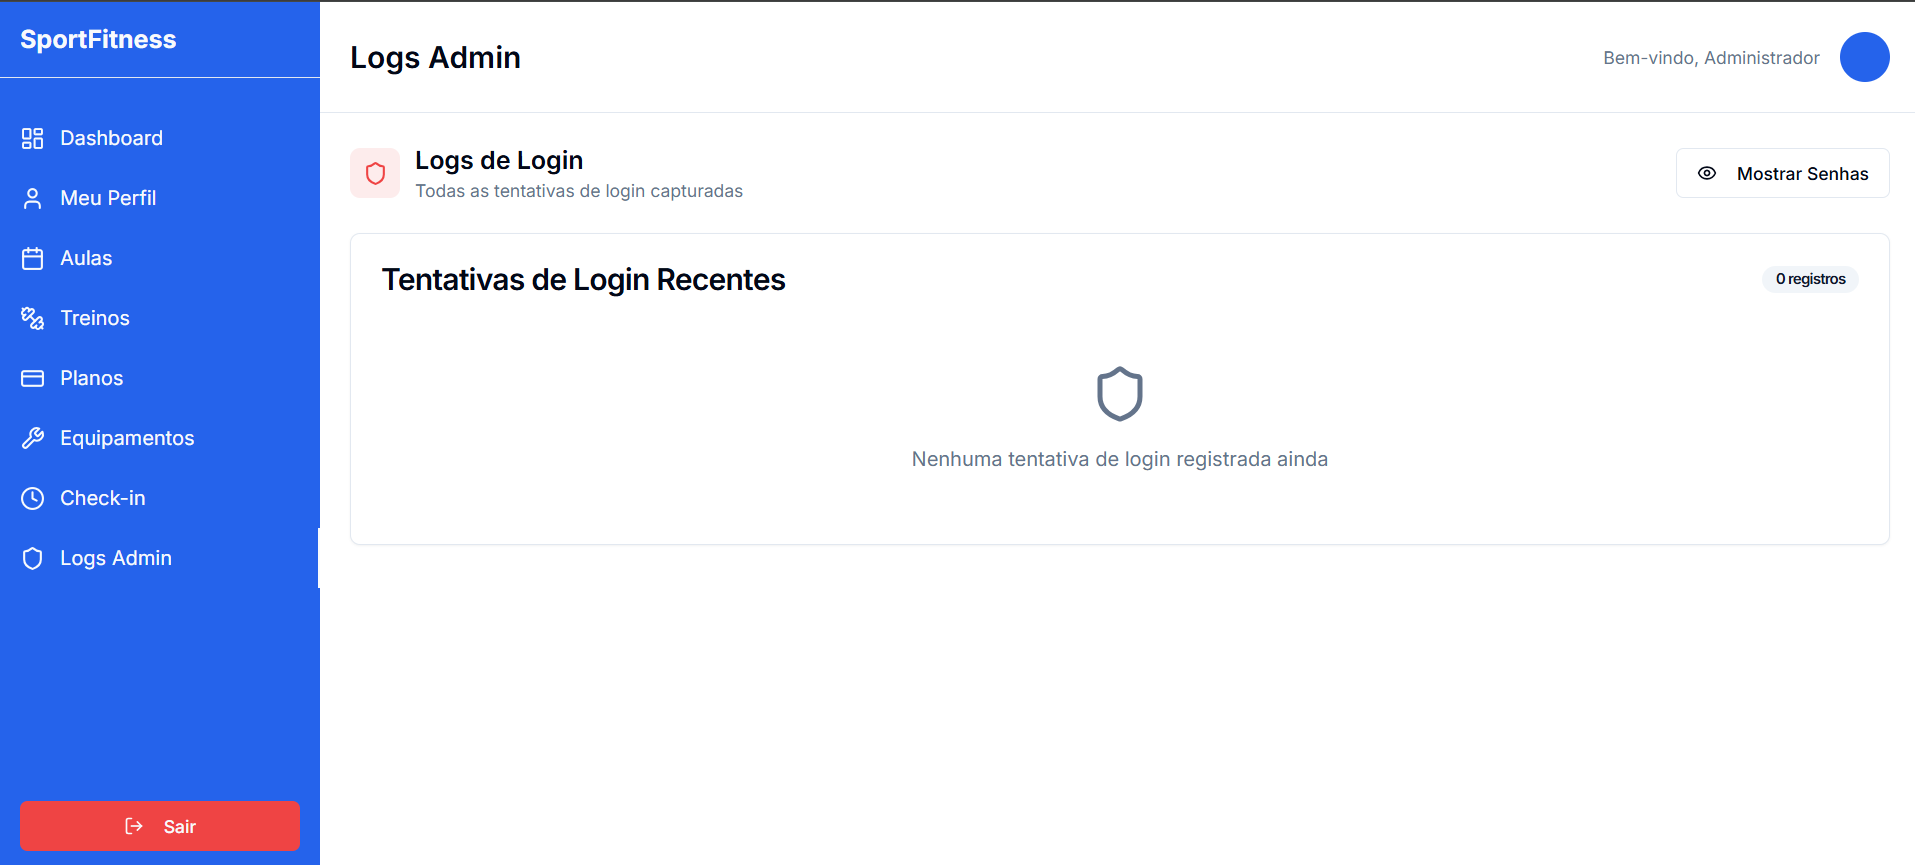 SportFitness
Dashboard
Meu Perfil
Aulas
Treinos
Planos
Equipamentos
Check-in
Logs Admin
Sair
Logs Admin
Bem-vindo, Administrador
Logs de Login
Todas as tentativas de login capturadas
Mostrar Senhas
Tentativas de Login Recentes
0 registros
Nenhuma tentativa de login registrada ainda